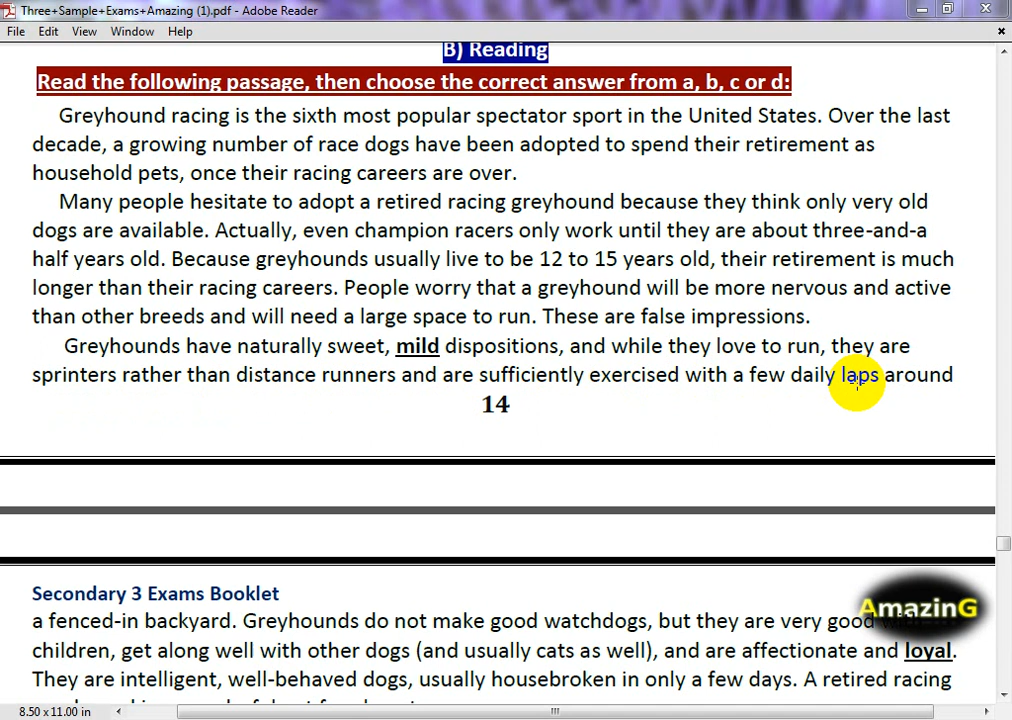 Three+Sample+Exams+Amazing (1).pdf - Adobe Reader
File Edit View Window Help
B) Reading
Read the following passage, then choose the correct answer from a, b, c or d:
Greyhound racing is the sixth most popular spectator sport in the United States. Over the last
decade, a growing number of race dogs have been adopted to spend their retirement as
household pets, once their racing careers are over.
Many people hesitate to adopt a retired racing greyhound because they think only very old
dogs are available. Actually, even champion racers only work until they are about three-and-a
half years old. Because greyhounds usually live to be 12 to 15 years old, their retirement is much
longer than their racing careers. People worry that a greyhound will be more nervous and active
than other breeds and will need a large space to run. These are false impressions.
Greyhounds have naturally sweet, mild dispositions, and while they love to run, they are
sprinters rather than distance runners and are sufficiently exercised with a few daily laps around
14
Secondary 3 Exams Booklet
AmazinG
a fenced-in backyard. Greyhounds do not make good watchdogs, but they are very good
children, get along well with other dogs (and usually cats as well), and are affectionate and loyal.
They are intelligent, well-behaved dogs, usually housebroken in only a few days. A retired racing
8.50 x 11.00 in